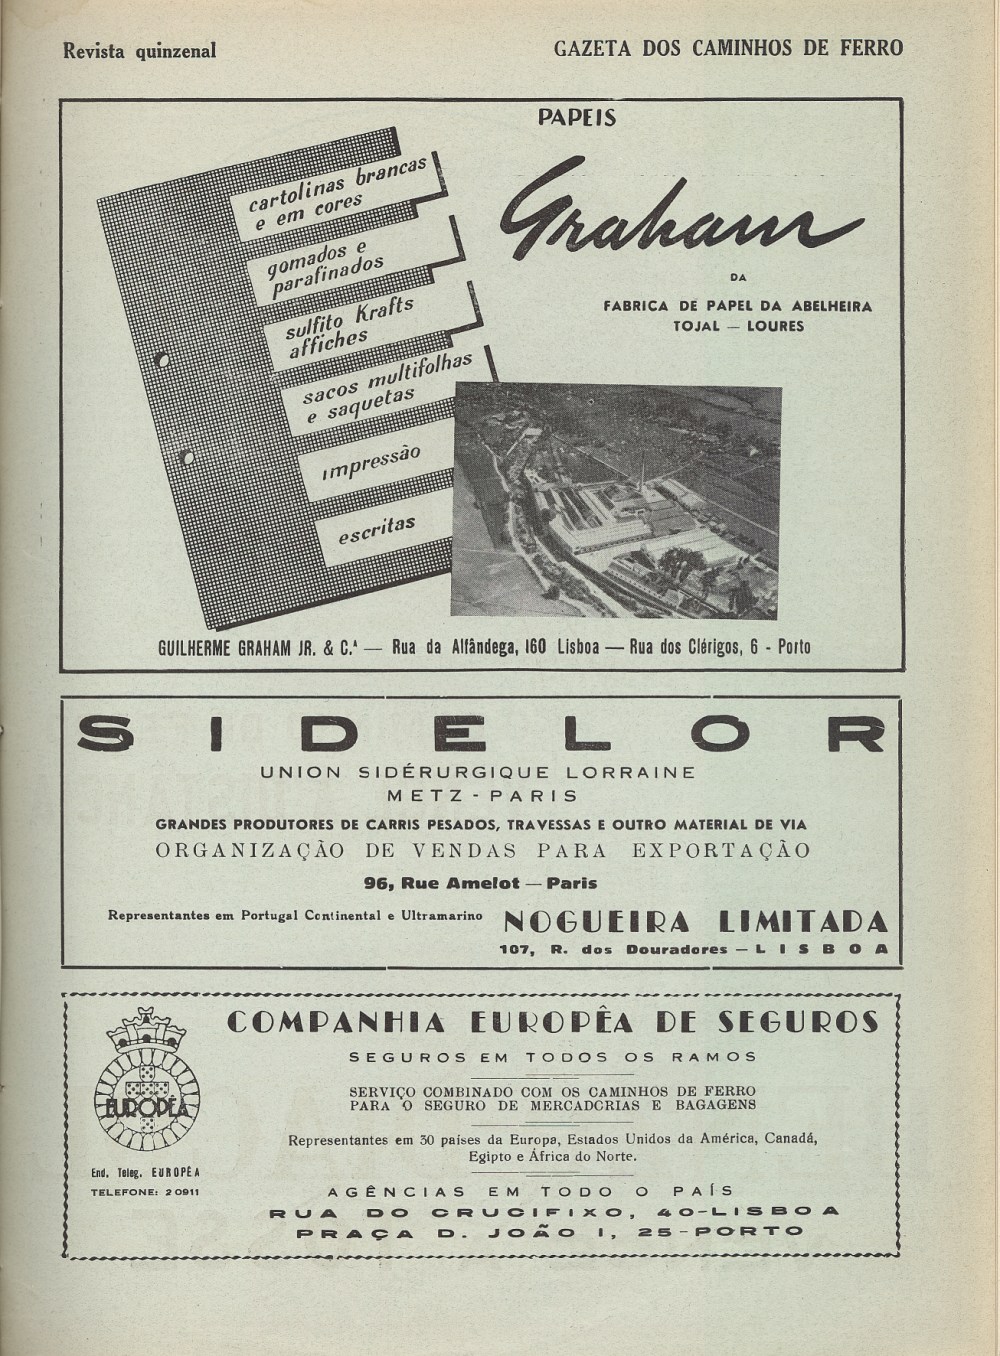 Revista quinzenal
GAZETA DOS CAMINHOS DE FERRO
PAPEIS
Graham
DA
FABRICA DE PAPEL DA ABELHEIRA
TOJAL — LOURES
cartolinas brancas
e em cores
gomados e
parafinados
sulfito Krafts
affiches
sacos multifolhas
e saquetas
impressão
escritas
GUILHERME GRAHAM JR. & C.ª — Rua da Alfândega, 160 Lisboa — Rua dos Clérigos, 6 - Porto
SIDELOR
UNION SIDÉRURGIQUE LORRAINE
METZ - PARIS
GRANDES PRODUTORES DE CARRIS PESADOS, TRAVESSAS E OUTRO MATERIAL DE VIA
ORGANIZAÇÃO DE VENDAS PARA EXPORTAÇÃO
96, Rue Amelot — Paris
Representantes em Portugal Continental e Ultramarino
NOGUEIRA LIMITADA
107, R. dos Douradores — LISBOA
COMPANHIA EUROPÊA DE SEGUROS
SEGUROS EM TODOS OS RAMOS
SERVIÇO COMBINADO COM OS CAMINHOS DE FERRO
PARA O SEGURO DE MERCADORIAS E BAGAGENS
Representantes em 30 países da Europa, Estados Unidos da América, Canadá,
Egipto e África do Norte.
EUROPÊA
End. Teleg. EUROPÊA
TELEFONE: 20911
AGÊNCIAS EM TODO O PAÍS
RUA DO CRUCIFIXO, 40-LISBOA
PRAÇA D. JOÃO I, 25-PORTO